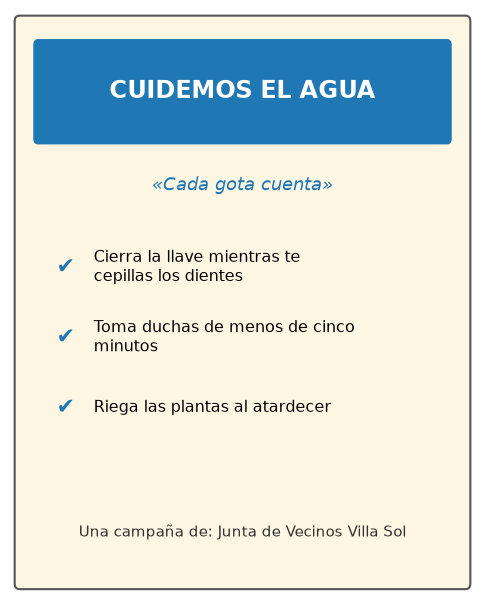 CUIDEMOS EL AGUA
«Cada gota cuenta»
✔ Cierra la llave mientras te
cepillas los dientes
✔ Toma duchas de menos de cinco
minutos
✔ Riega las plantas al atardecer
Una campaña de: Junta de Vecinos Villa Sol